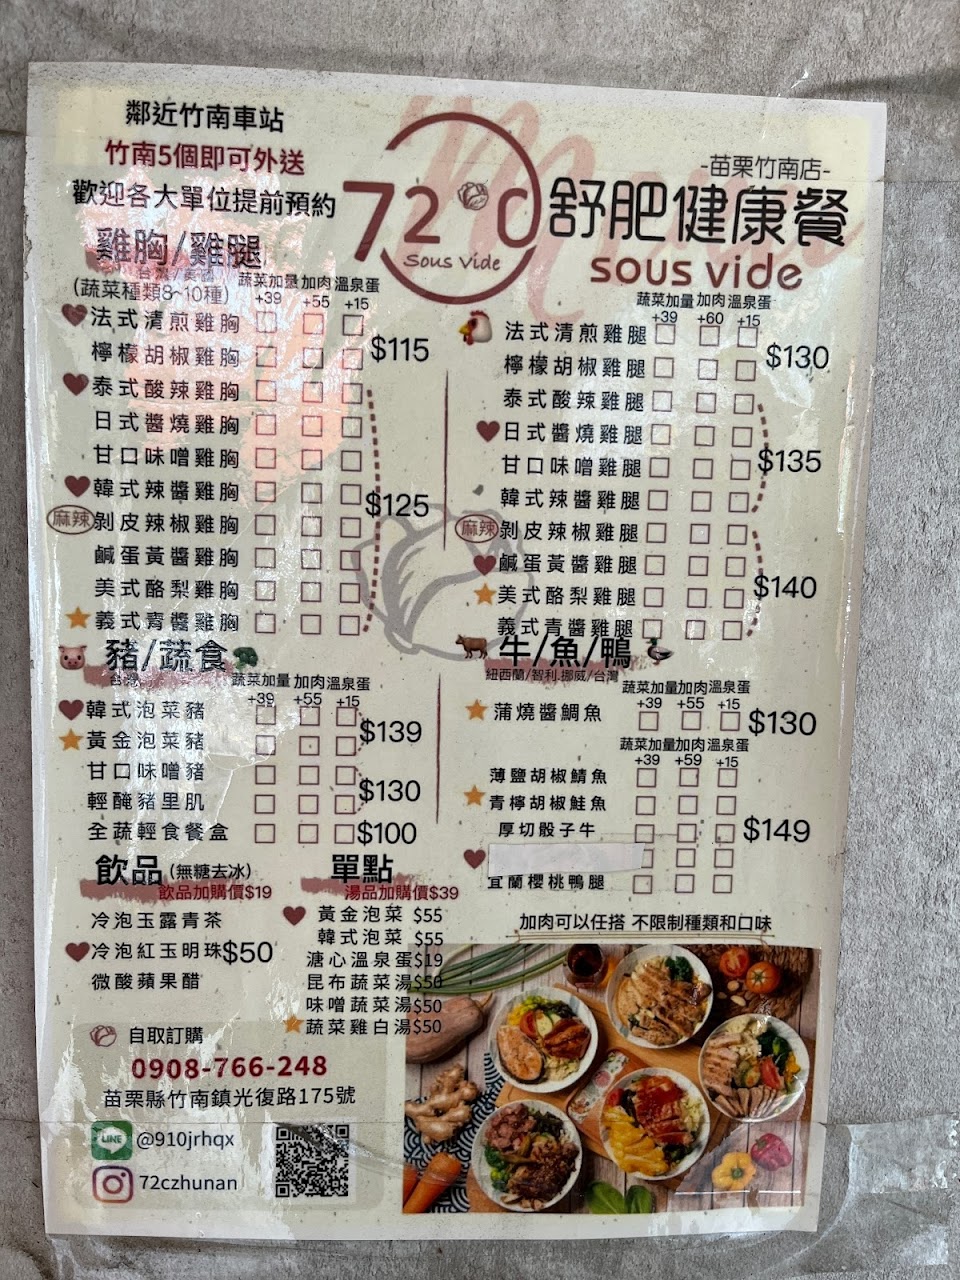 鄰近竹南車站
竹南5個即可外送
歡迎各大單位提前預約
72°C
Sous Vide
-苗栗竹南店-
舒肥健康餐
sous vide
雞胸/雞腿
(蔬菜種類8~10種)
蔬菜加量 加肉 溫泉蛋
+39 +55 +15
法式清煎雞胸
檸檬胡椒雞胸
$115
泰式酸辣雞胸
日式醬燒雞胸
甘口味噌雞胸
韓式辣醬雞胸
麻辣 剝皮辣椒雞胸
鹹蛋黃醬雞胸
美式酪梨雞胸
義式青醬雞胸
$125
蔬菜加量 加肉 溫泉蛋
+39 +60 +15
法式清煎雞腿
檸檬胡椒雞腿
$130
泰式酸辣雞腿
日式醬燒雞腿
甘口味噌雞腿
韓式辣醬雞腿
$135
麻辣 剝皮辣椒雞腿
鹹蛋黃醬雞腿
美式酪梨雞腿
義式青醬雞腿
$140
豬/蔬食
台灣
蔬菜加量 加肉 溫泉蛋
+39 +55 +15
韓式泡菜豬
黃金泡菜豬
$139
甘口味噌豬
輕醃豬里肌
$130
全蔬輕食餐盒 $100
牛/魚/鴨
紐西蘭/智利.挪威/台灣
蔬菜加量 加肉 溫泉蛋
+39 +55 +15
蒲燒醬鯛魚 $130
蔬菜加量 加肉 溫泉蛋
+39 +59 +15
薄鹽胡椒鯖魚
青檸胡椒鮭魚
厚切骰子牛
$149
宜蘭櫻桃鴨腿
加肉可以任搭 不限制種類和口味
飲品 (無糖去冰)
飲品加購價$19
冷泡玉露青茶
冷泡紅玉明珠 $50
微酸蘋果醋
單點
湯品加購價$39
黃金泡菜 $55
韓式泡菜 $55
溏心溫泉蛋$19
昆布蔬菜湯$50
味噌蔬菜湯$50
蔬菜雞白湯$50
自取訂購
0908-766-248
苗栗縣竹南鎮光復路175號
LINE @910jrhqx
72czhunan